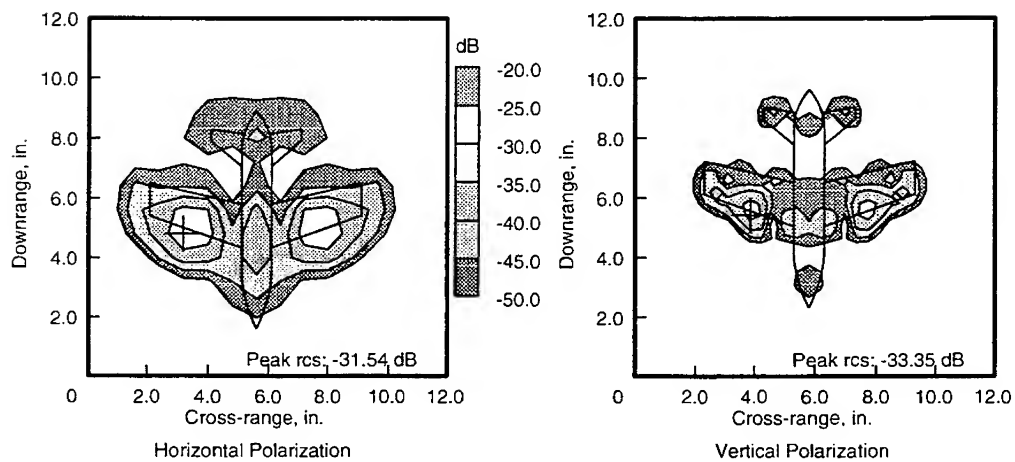 12.0
10.0
8.0
6.0
4.0
2.0
0
Downrange, in.
Peak rcs: -31.54 dB
0 2.0 4.0 6.0 8.0 10.0 12.0
Cross-range, in.
Horizontal Polarization
dB
-20.0
-25.0
-30.0
-35.0
-40.0
-45.0
-50.0
12.0
10.0
8.0
6.0
4.0
2.0
Downrange, in.
Peak rcs: -33.35 dB
0 2.0 4.0 6.0 8.0 10.0 12.0
Cross-range, in.
Vertical Polarization